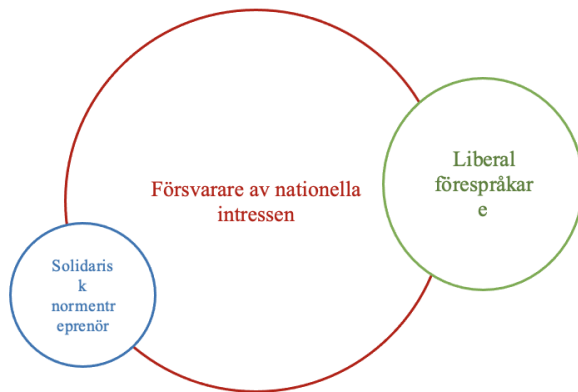 Försvarare av nationella
intressen
Liberal
förespråkar
e
Solidaris
k
normentr
eprenör